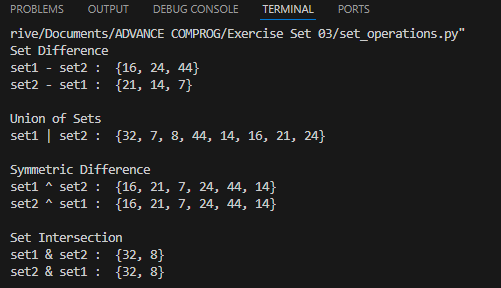 PROBLEMS OUTPUT DEBUG CONSOLE TERMINAL PORTS
rive/Documents/ADVANCE COMPROG/Exercise Set 03/set_operations.py"
Set Difference
set1 - set2 :  {16, 24, 44}
set2 - set1 :  {21, 14, 7}

Union of Sets
set1 | set2 :  {32, 7, 8, 44, 14, 16, 21, 24}

Symmetric Difference
set1 ^ set2 :  {16, 21, 7, 24, 44, 14}
set2 ^ set1 :  {16, 21, 7, 24, 44, 14}

Set Intersection
set1 & set2 :  {32, 8}
set2 & set1 :  {32, 8}